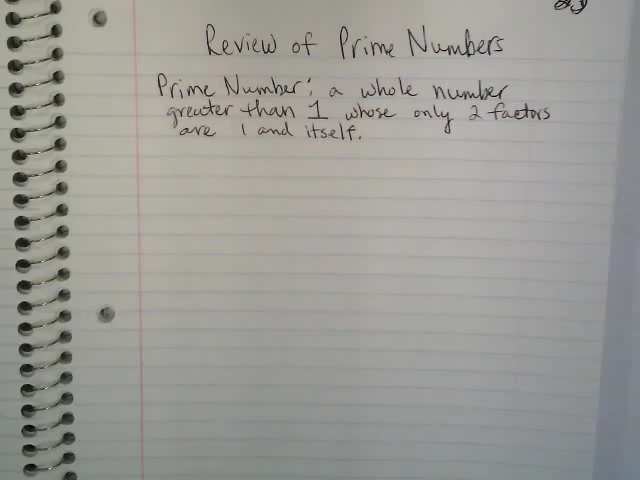 Review of Prime Numbers
Prime Number: a whole number
greater than 1 whose only 2 factors
are 1 and itself.